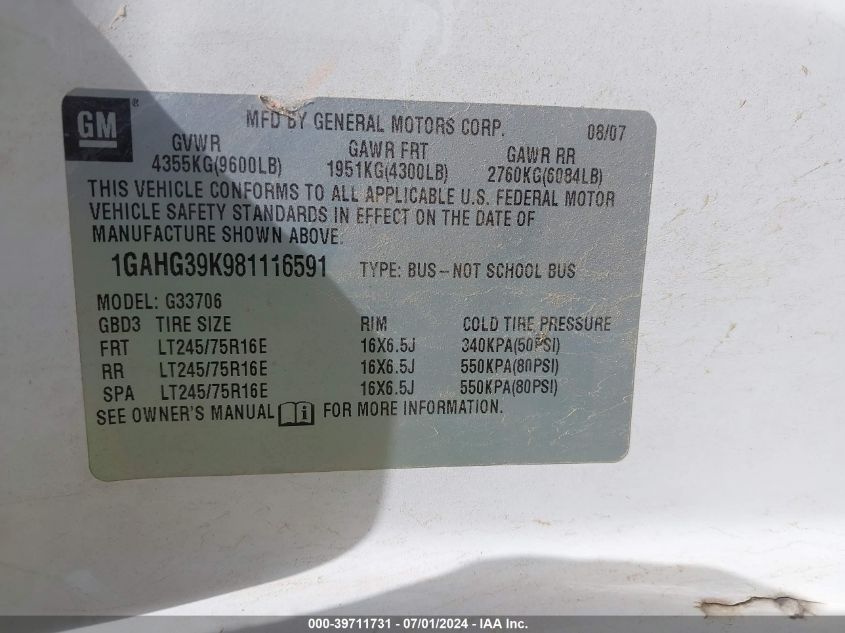 GM ®
MFD BY GENERAL MOTORS CORP. 08/07
GVWR GAWR FRT GAWR RR
4355KG(9600LB) 1951KG(4300LB) 2760KG(6084LB)
THIS VEHICLE CONFORMS TO ALL APPLICABLE U.S. FEDERAL MOTOR
VEHICLE SAFETY STANDARDS IN EFFECT ON THE DATE OF
MANUFACTURE SHOWN ABOVE.
1GAHG39K981116591 TYPE: BUS-NOT SCHOOL BUS
MODEL: G33706
GBD3 TIRE SIZE RIM COLD TIRE PRESSURE
FRT LT245/75R16E 16X6.5J 340KPA(50PSI)
RR LT245/75R16E 16X6.5J 550KPA(80PSI)
SPA LT245/75R16E 16X6.5J 550KPA(80PSI)
SEE OWNER'S MANUAL i FOR MORE INFORMATION.
000-39711731 - 07/01/2024 - IAA Inc.